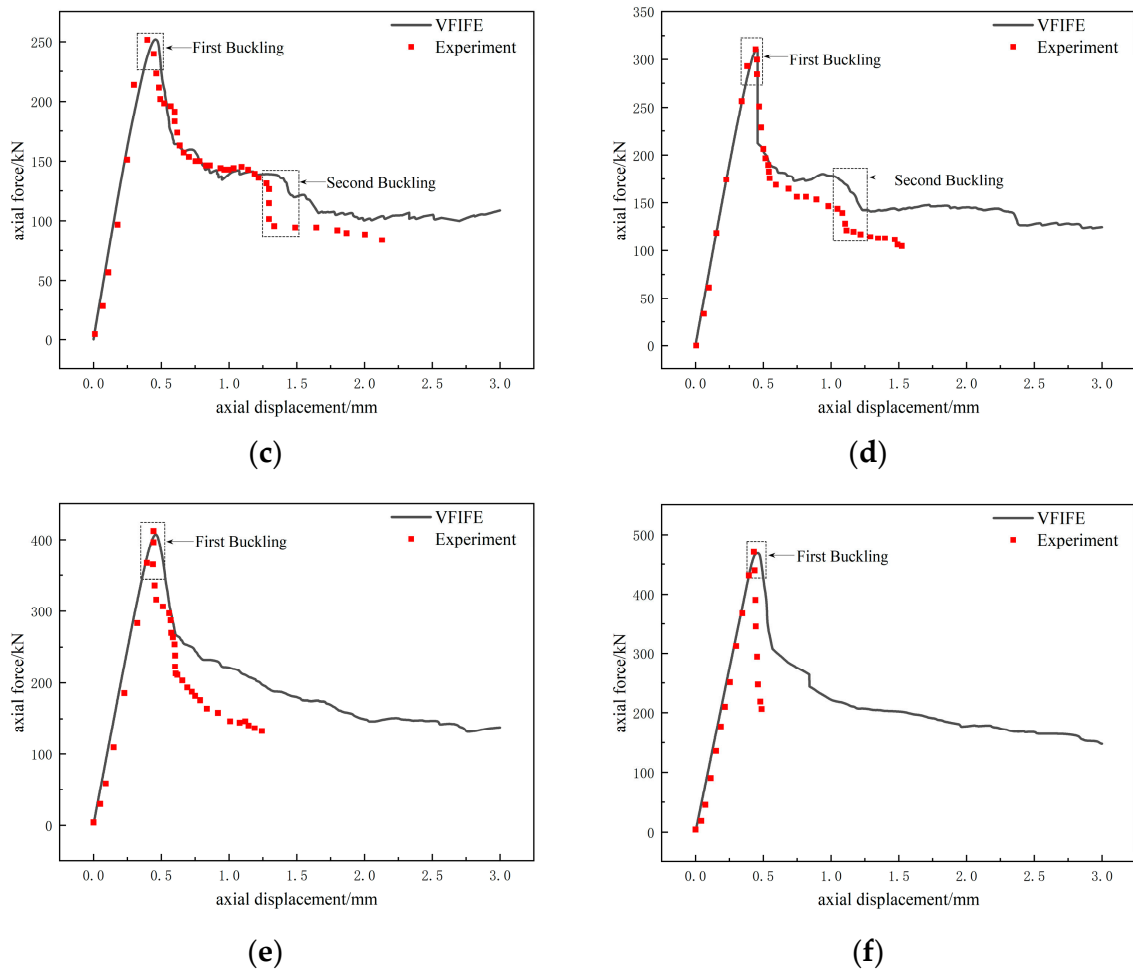 VFIFE
Experiment
First Buckling
Second Buckling
250
200
150
100
50
0
0.0 0.5 1.0 1.5 2.0 2.5 3.0
axial force/kN
axial displacement/mm
(c)
VFIFE
Experiment
First Buckling
Second Buckling
350
300
250
200
150
100
50
0
0.0 0.5 1.0 1.5 2.0 2.5 3.0
axial force/kN
axial displacement/mm
(d)
VFIFE
Experiment
First Buckling
400
300
200
100
0
0.0 0.5 1.0 1.5 2.0 2.5 3.0
axial force/kN
axial displacement/mm
(e)
VFIFE
Experiment
First Buckling
500
400
300
200
100
0
0.0 0.5 1.0 1.5 2.0 2.5 3.0
axial force/kN
axial displacement/mm
(f)